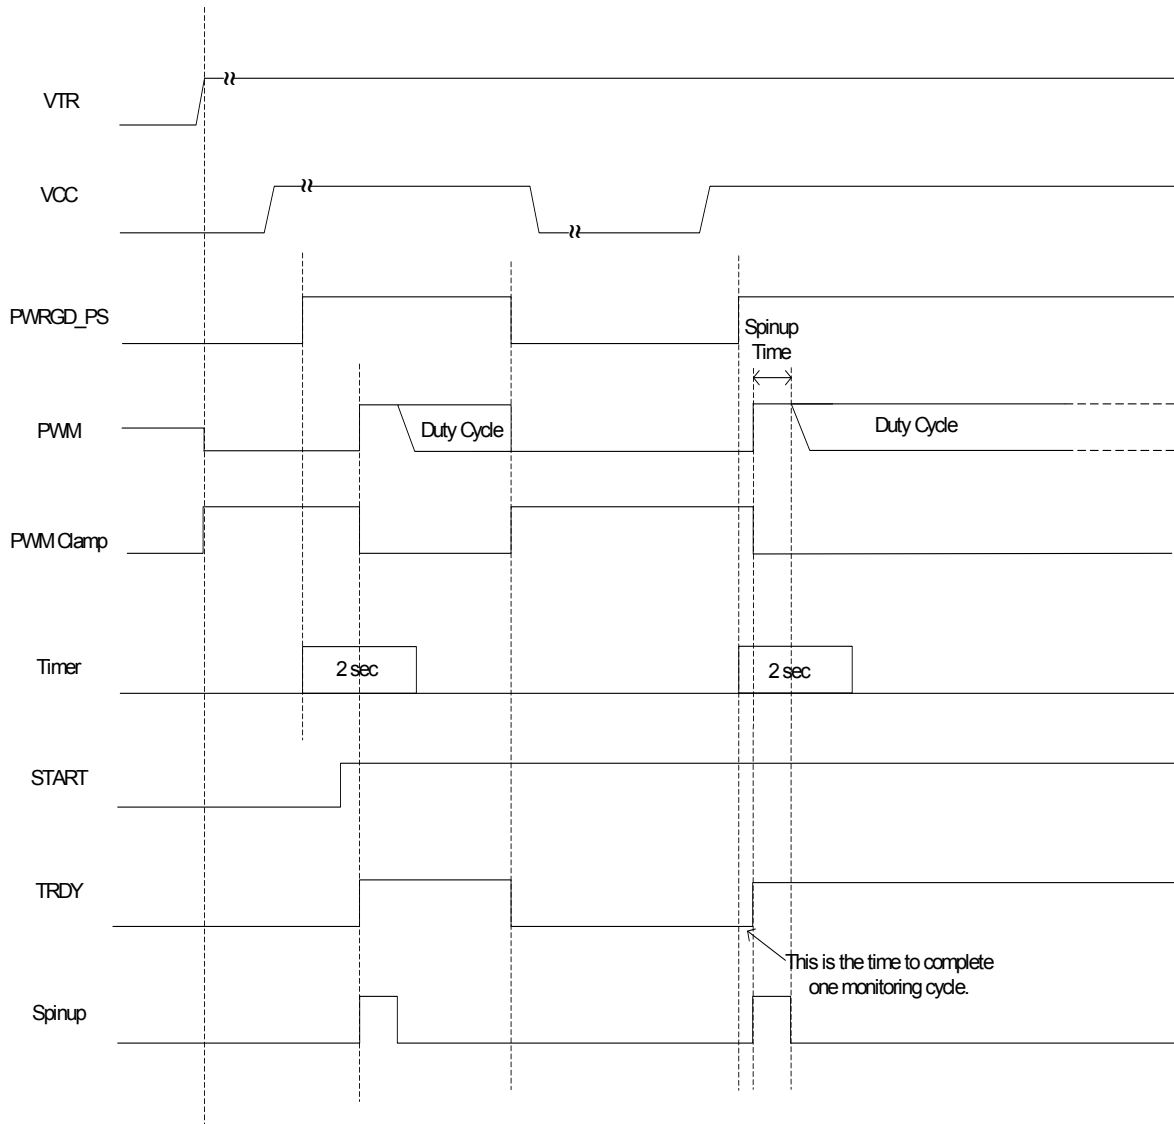 VTR
VCC
PWRGD_PS
Spinup
Time
PWM
Duty Cycle
Duty Cycle
PWM Clamp
Timer
2 sec
2 sec
START
TRDY
This is the time to complete
one monitoring cycle.
Spinup